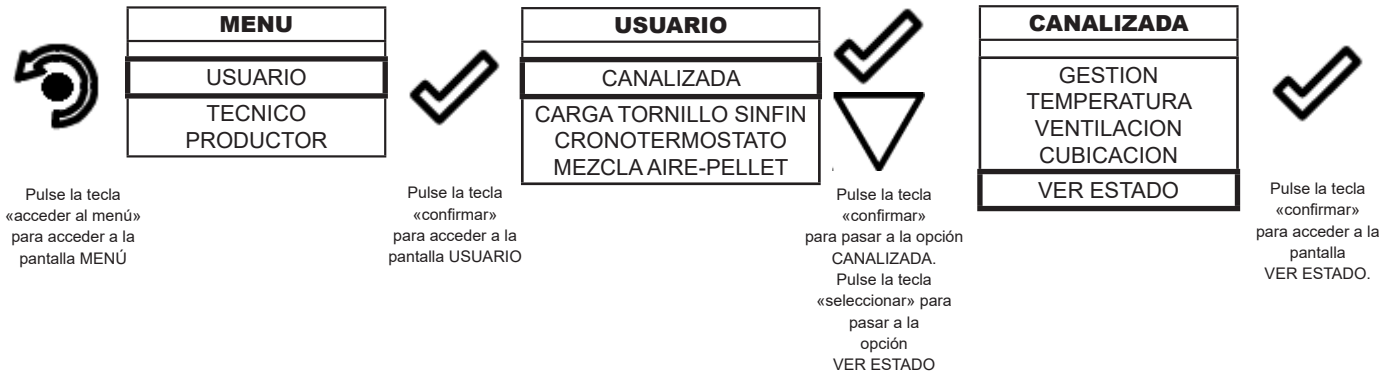 MENU
USUARIO
TECNICO
PRODUCTOR
USUARIO
CANALIZADA
CARGA TORNILLO SINFIN
CRONOTERMOSTATO
MEZCLA AIRE-PELLET
CANALIZADA
GESTION
TEMPERATURA
VENTILACION
CUBICACION
VER ESTADO
Pulse la tecla
«acceder al menú»
para acceder a la
pantalla MENÚ
Pulse la tecla
«confirmar»
para acceder a la
pantalla USUARIO
Pulse la tecla
«confirmar»
para pasar a la opción
CANALIZADA.
Pulse la tecla
«seleccionar» para
pasar a la
opción
VER ESTADO
Pulse la tecla
«confirmar»
para acceder a la
pantalla
VER ESTADO.